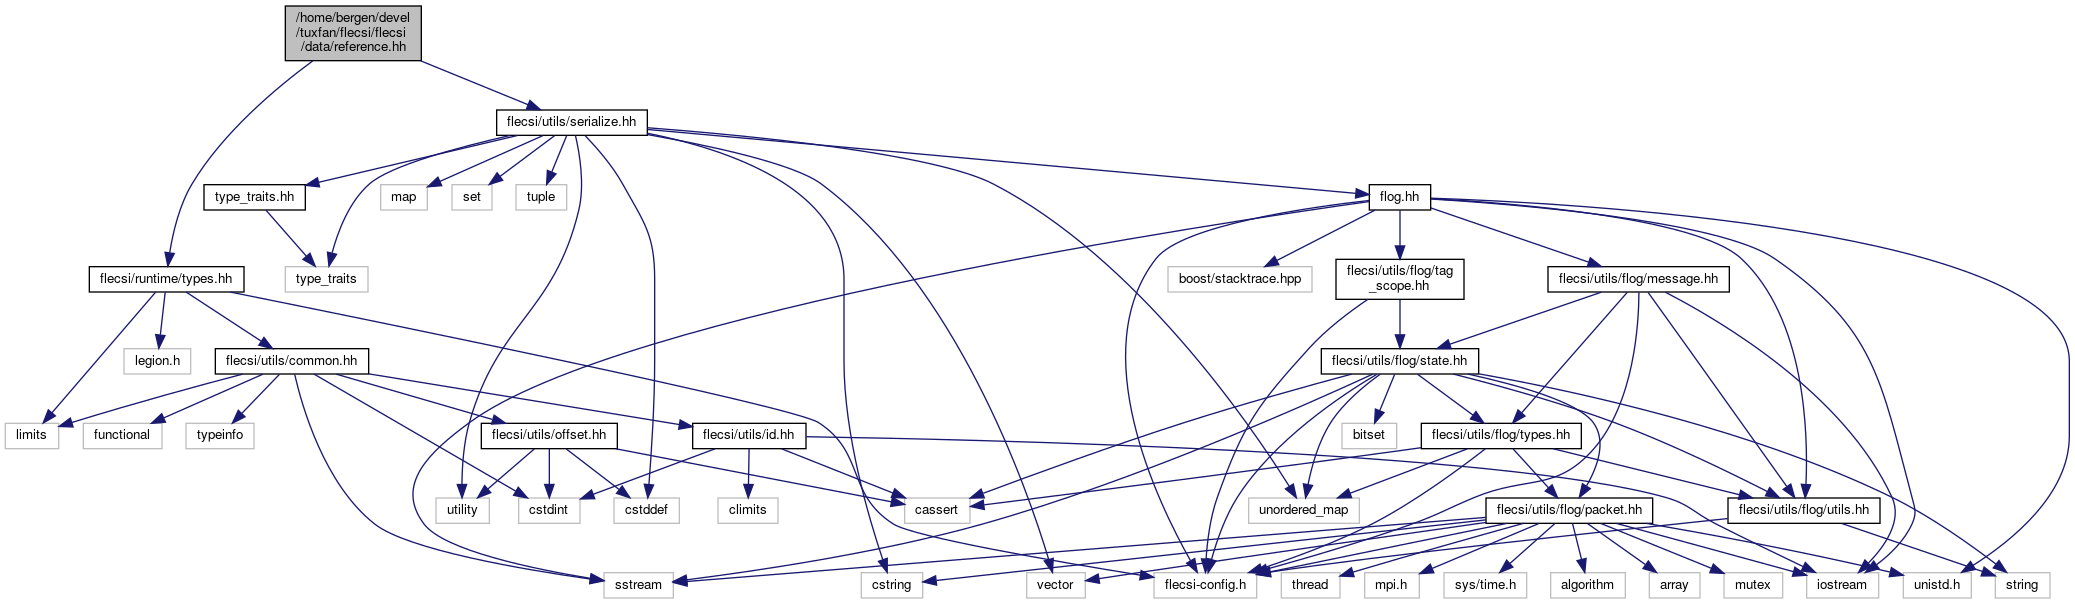 /home/bergen/devel
/tuxfan/flecsi/flecsi
/data/reference.hh
flecsi/utils/serialize.hh
type_traits.hh
map
set
tuple
flog.hh
flecsi/runtime/types.hh
type_traits
boost/stacktrace.hpp
flecsi/utils/flog/tag
_scope.hh
flecsi/utils/flog/message.hh
legion.h
flecsi/utils/common.hh
flecsi/utils/flog/state.hh
limits
functional
typeinfo
flecsi/utils/offset.hh
flecsi/utils/id.hh
bitset
flecsi/utils/flog/types.hh
utility
cstdint
cstddef
climits
cassert
unordered_map
flecsi/utils/flog/packet.hh
flecsi/utils/flog/utils.hh
sstream
cstring
vector
flecsi-config.h
thread
mpi.h
sys/time.h
algorithm
array
mutex
iostream
unistd.h
string